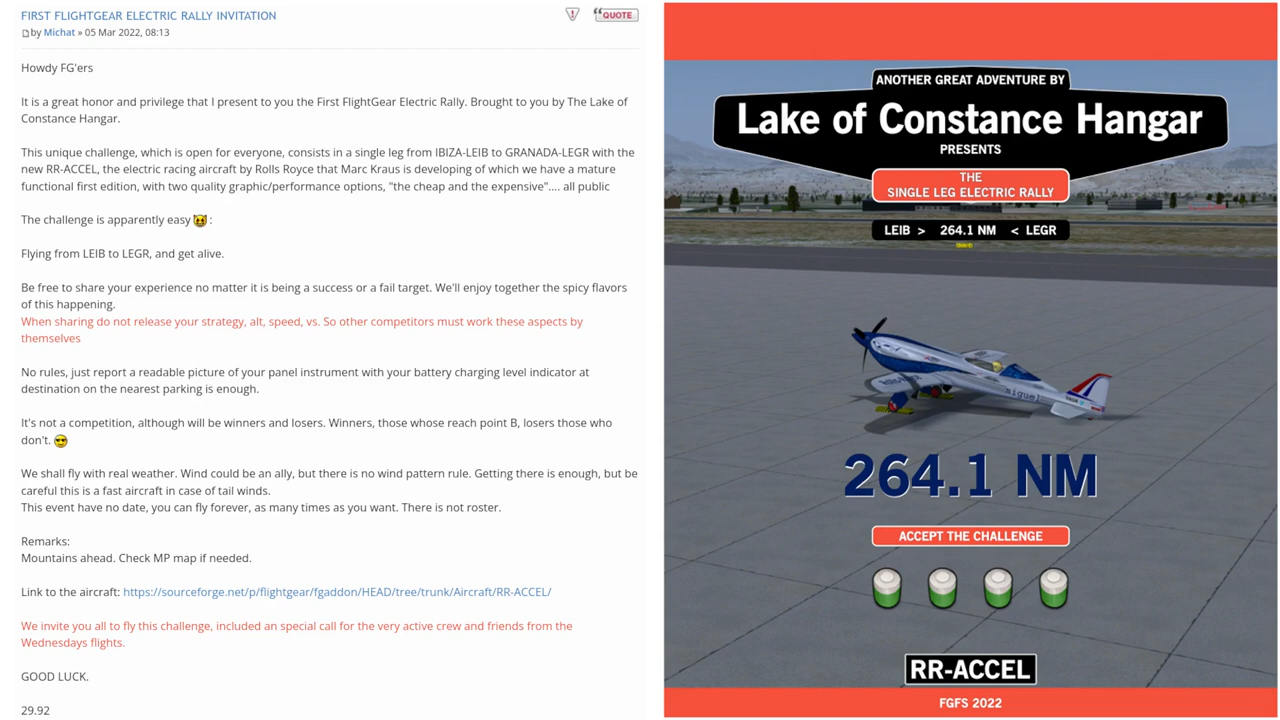 FIRST FLIGHTGEAR ELECTRIC RALLY INVITATION
QUOTE
by Michat » 05 Mar 2022, 08:13
Howdy FG'ers
It is a great honor and privilege that I present to you the First FlightGear Electric Rally. Brought to you by The Lake of
Constance Hangar.
This unique challenge, which is open for everyone, consists in a single leg from IBIZA-LEIB to GRANADA-LEGR with the
new RR-ACCEL, the electric racing aircraft by Rolls Royce that Marc Kraus is developing of which we have a mature
functional first edition, with two quality graphic/performance options, "the cheap and the expensive".... all public
The challenge is apparently easy :
Flying from LEIB to LEGR, and get alive.
Be free to share your experience no matter it is being a success or a fail target. We'll enjoy together the spicy flavors
of this happening.
When sharing do not release your strategy, alt, speed, vs. So other competitors must work these aspects by
themselves
No rules, just report a readable picture of your panel instrument with your battery charging level indicator at
destination on the nearest parking is enough.
It's not a competition, although will be winners and losers. Winners, those whose reach point B, losers those who
don't.
We shall fly with real weather. Wind could be an ally, but there is no wind pattern rule. Getting there is enough, but be
careful this is a fast aircraft in case of tail winds.
This event have no date, you can fly forever, as many times as you want. There is not roster.
Remarks:
Mountains ahead. Check MP map if needed.
Link to the aircraft: https://sourceforge.net/p/flightgear/fgaddon/HEAD/tree/trunk/Aircraft/RR-ACCEL/
We invite you all to fly this challenge, included an special call for the very active crew and friends from the
Wednesdays flights.
GOOD LUCK.
29.92
ANOTHER GREAT ADVENTURE BY
Lake of Constance Hangar
PRESENTS
THE
SINGLE LEG ELECTRIC RALLY
LEIB > 264.1 NM < LEGR
miguel
264.1 NM
ACCEPT THE CHALLENGE
RR-ACCEL
FGFS 2022